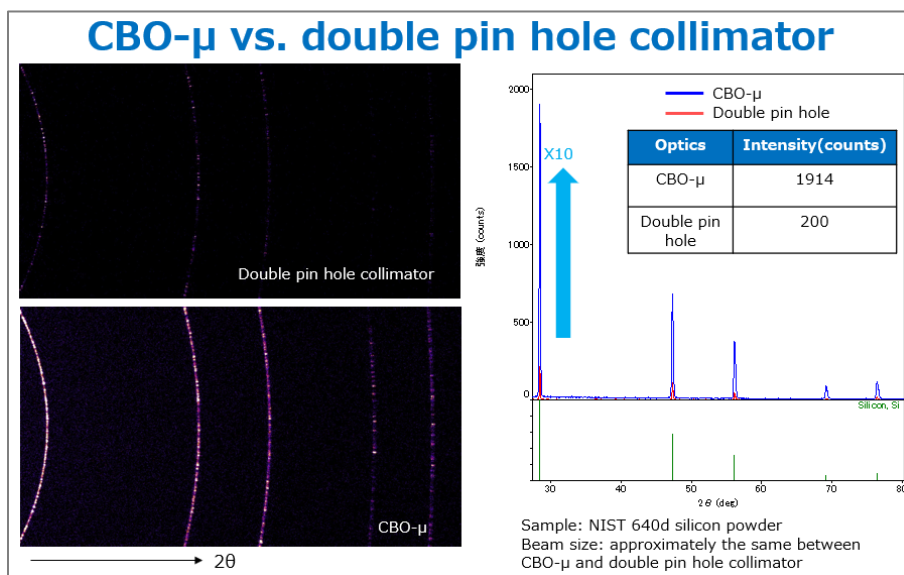 CBO-μ vs. double pin hole collimator
Double pin hole collimator
CBO-μ
2θ
CBO-μ
Double pin hole
X10
Optics Intensity(counts)
CBO-μ 1914
Double pin
hole 200
強度 (counts)
2000
1500
1000
500
0
Silicon, Si
30 40 50 60 70 80
2θ (deg)
Sample: NIST 640d silicon powder
Beam size: approximately the same between
CBO-μ and double pin hole collimator